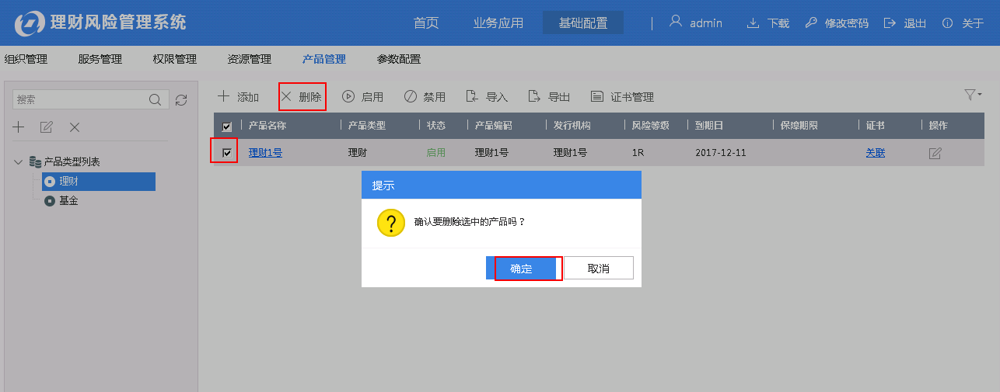 理财风险管理系统 首页 业务应用 基础配置 admin 下载 修改密码 退出 关于
组织管理 服务管理 权限管理 资源管理 产品管理 参数配置
搜索
添加 删除 启用 禁用 导入 导出 证书管理
产品名称 产品类型 状态 产品编码 发行机构 风险等级 到期日 保障期限 证书 操作
理财1号 理财 启用 理财1号 理财1号 1R 2017-12-11 关联
产品类型列表
理财
基金
提示
确认要删除选中的产品吗？
确定 取消